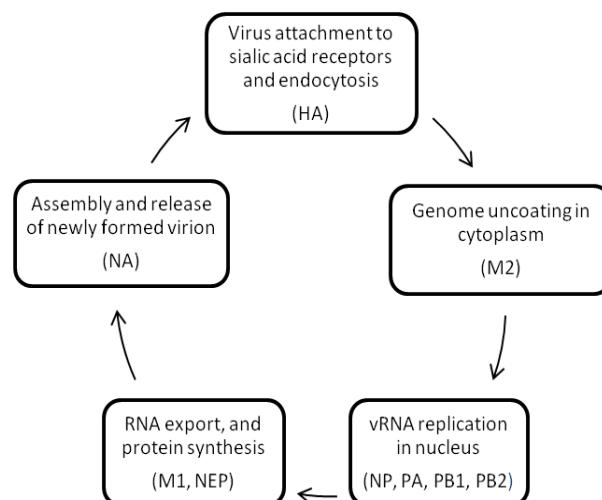 Virus attachment to
sialic acid receptors
and endocytosis
(HA)
Genome uncoating in
cytoplasm
(M2)
vRNA replication
in nucleus
(NP, PA, PB1, PB2)
RNA export, and
protein synthesis
(M1, NEP)
Assembly and release
of newly formed virion
(NA)